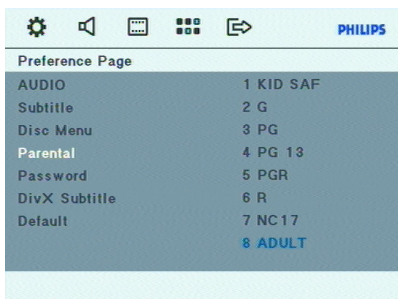 PHILIPS
Preference Page
AUDIO 1 KID SAF
Subtitle 2 G
Disc Menu 3 PG
Parental 4 PG 13
Password 5 PGR
DivX Subtitle 6 R
Default 7 NC17
8 ADULT